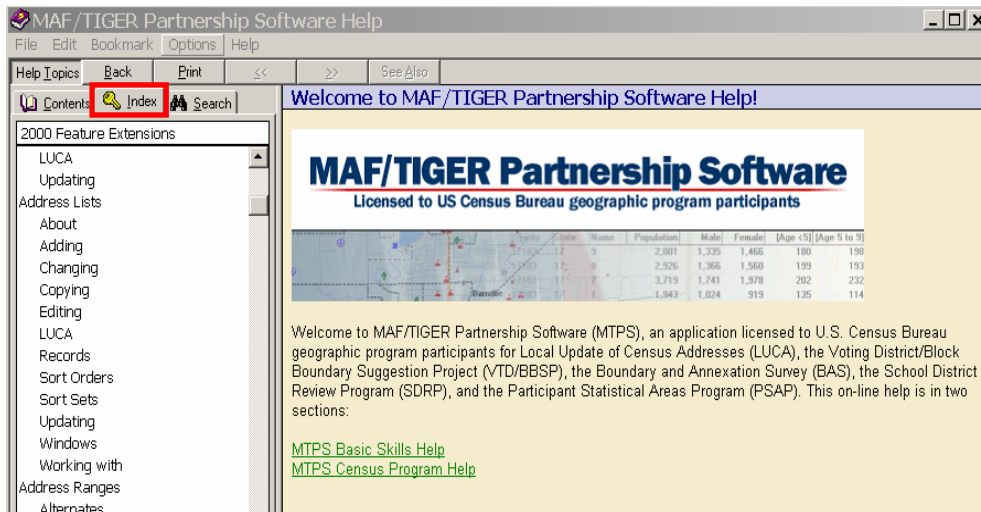 MAF/TIGER Partnership Software Help
File Edit Bookmark Options Help
Help Topics Back Print << >> See Also
Contents Index Search
2000 Feature Extensions
LUCA
Updating
Address Lists
About
Adding
Changing
Copying
Editing
LUCA
Records
Sort Orders
Sort Sets
Updating
Windows
Working with
Address Ranges
Alternates
Welcome to MAF/TIGER Partnership Software Help!
MAF/TIGER Partnership Software
Licensed to US Census Bureau geographic program participants
State Name Population Male Female [Age <5] [Age 5 to 9]
17 9 2,801 1,335 1,466 180 198
2,926 1,366 1,560 199 193
17 7 3,719 1,741 1,978 202 232
17 1 1,943 1,024 919 135 114
Danville
Welcome to MAF/TIGER Partnership Software (MTPS), an application licensed to U.S. Census Bureau
geographic program participants for Local Update of Census Addresses (LUCA), the Voting District/Block
Boundary Suggestion Project (VTD/BBSP), the Boundary and Annexation Survey (BAS), the School District
Review Program (SDRP), and the Participant Statistical Areas Program (PSAP). This on-line help is in two
sections:
MTPS Basic Skills Help
MTPS Census Program Help